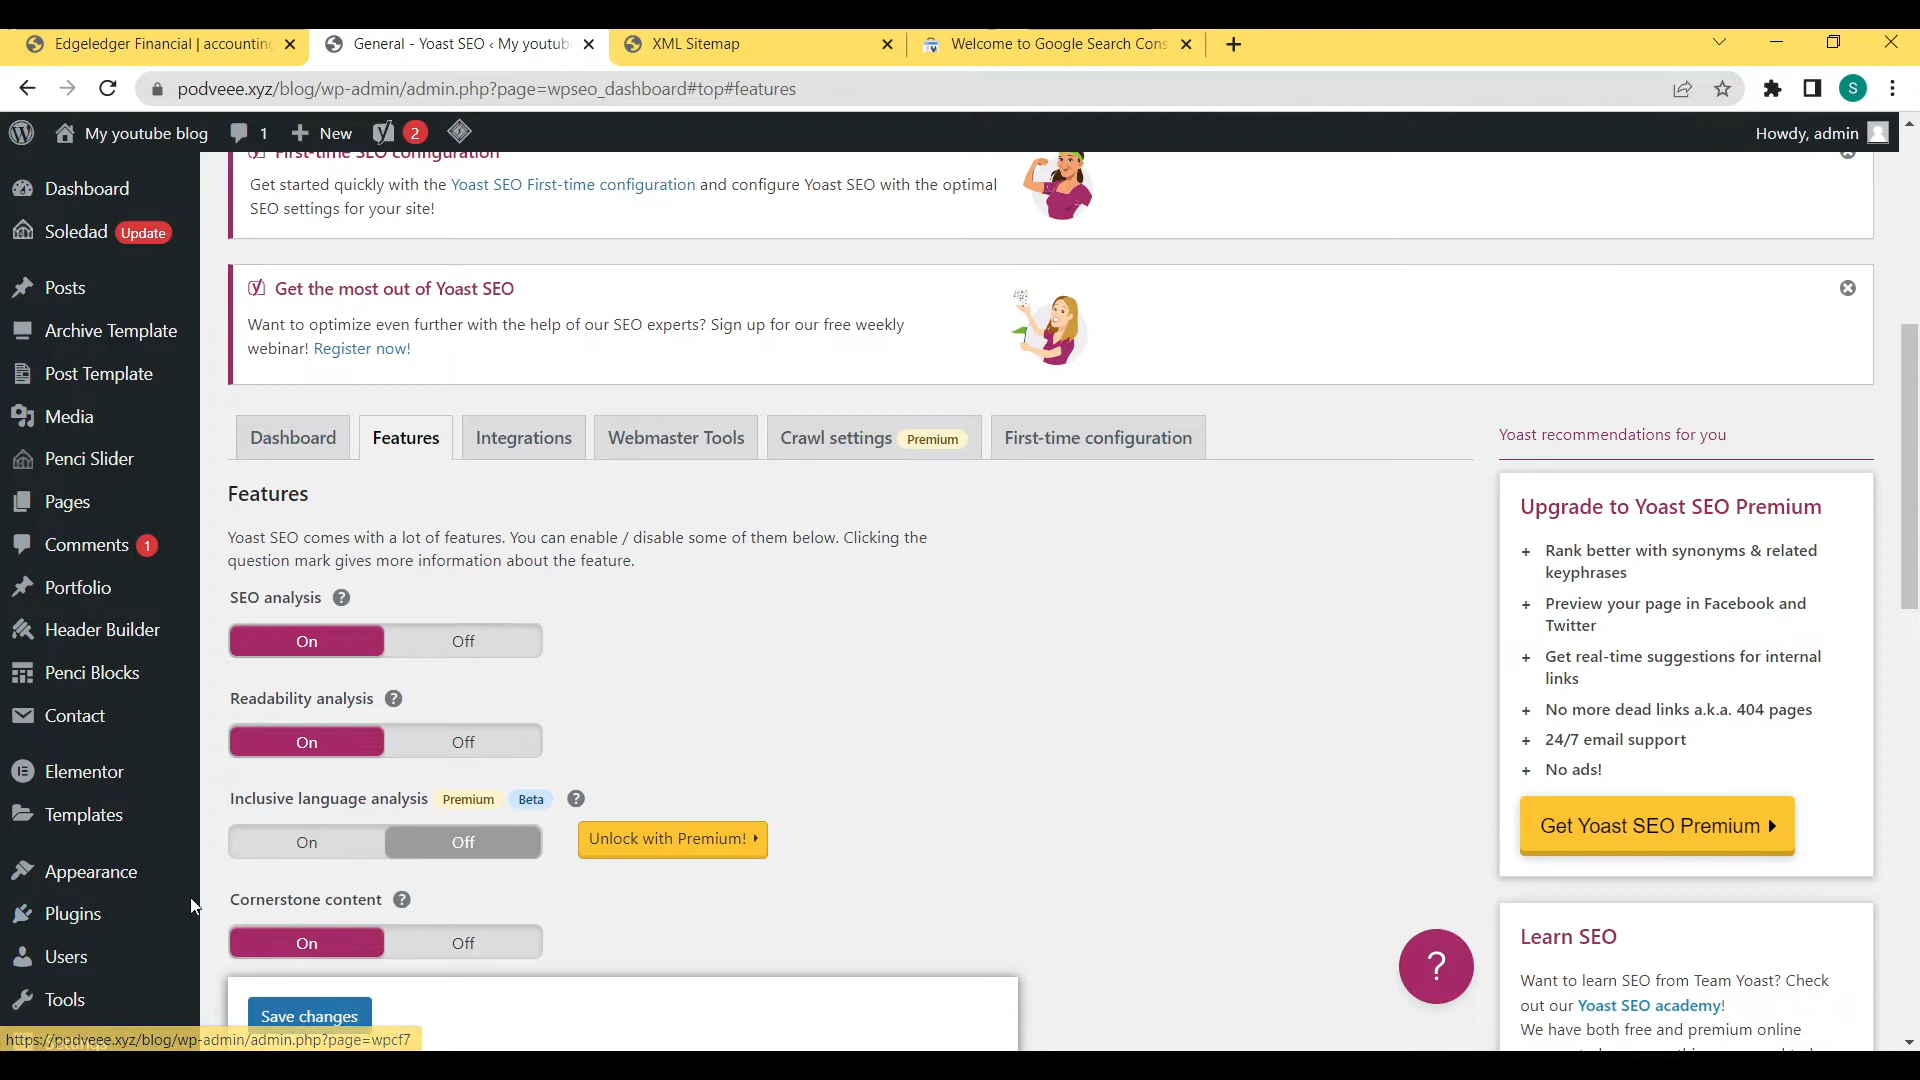 Edgeledger Financial | accounting
General - Yoast SEO ‹ My youtub
XML Sitemap
Welcome to Google Search Cons
podveee.xyz/blog/wp-admin/admin.php?page=wpseo_dashboard#top#features
S
My youtube blog
1
New
2
Howdy, admin
Dashboard
Soledad Update
Posts
Archive Template
Post Template
Media
Penci Slider
Pages
Comments 1
Portfolio
Header Builder
Penci Blocks
Contact
Elementor
Templates
Appearance
Plugins
Users
Tools
Settings
https://podveee.xyz/blog/wp-admin/admin.php?page=wpcf7
First-time SEO configuration
Get started quickly with the Yoast SEO First-time configuration and configure Yoast SEO with the optimal
SEO settings for your site!
Get the most out of Yoast SEO
Want to optimize even further with the help of our SEO experts? Sign up for our free weekly
webinar! Register now!
Dashboard
Features
Integrations
Webmaster Tools
Crawl settings Premium
First-time configuration
Features
Yoast SEO comes with a lot of features. You can enable / disable some of them below. Clicking the
question mark gives more information about the feature.
SEO analysis ?
On Off
Readability analysis ?
On Off
Inclusive language analysis Premium Beta ?
On Off
Unlock with Premium!
Cornerstone content ?
On Off
Save changes
?
Yoast recommendations for you
Upgrade to Yoast SEO Premium
+ Rank better with synonyms & related
keyphrases
+ Preview your page in Facebook and
Twitter
+ Get real-time suggestions for internal
links
+ No more dead links a.k.a. 404 pages
+ 24/7 email support
+ No ads!
Get Yoast SEO Premium
Learn SEO
Want to learn SEO from Team Yoast? Check
out our Yoast SEO academy!
We have both free and premium online